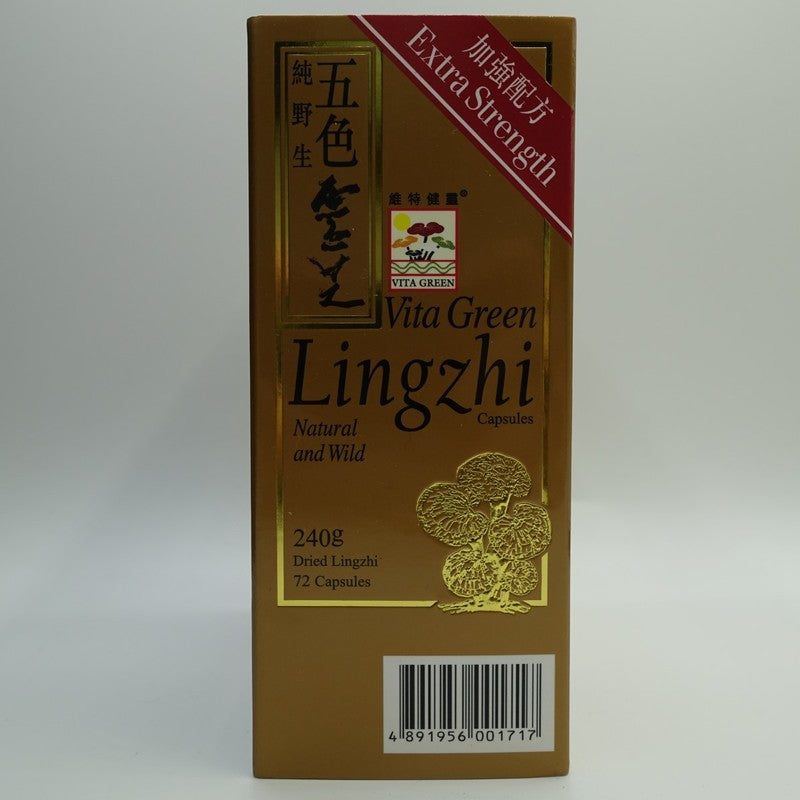 加強配方
Extra Strength
五色靈芝
純野生
維特健靈®
VITA GREEN
Vita Green
Lingzhi
Capsules
Natural
and Wild
240g
Dried Lingzhi
72 Capsules
4 891956 001717